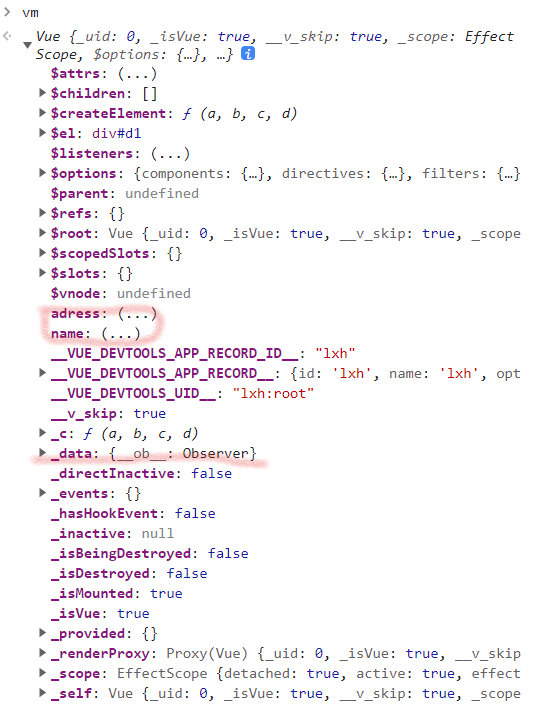 > vm
Vue {_uid: 0, _isVue: true, __v_skip: true, _scope: Effect
Scope, $options: {…}, …} i
$attrs: (...)
$children: []
$createElement: ƒ (a, b, c, d)
$el: div#d1
$listeners: (...)
$options: {components: {…}, directives: {…}, filters: {…}
$parent: undefined
$refs: {}
$root: Vue {_uid: 0, _isVue: true, __v_skip: true, _scope
$scopedSlots: {}
$slots: {}
$vnode: undefined
adress: (...)
name: (...)
__VUE_DEVTOOLS_APP_RECORD_ID__: "lxh"
__VUE_DEVTOOLS_APP_RECORD__: {id: 'lxh', name: 'lxh', opt
__VUE_DEVTOOLS_UID__: "lxh:root"
__v_skip: true
_c: ƒ (a, b, c, d)
_data: {__ob__: Observer}
_directInactive: false
_events: {}
_hasHookEvent: false
_inactive: null
_isBeingDestroyed: false
_isDestroyed: false
_isMounted: true
_isVue: true
_provided: {}
_renderProxy: Proxy(Vue) {_uid: 0, _isVue: true, __v_skip
_scope: EffectScope {detached: true, active: true, effect
_self: Vue {_uid: 0, _isVue: true, __v_skip: true, _scope